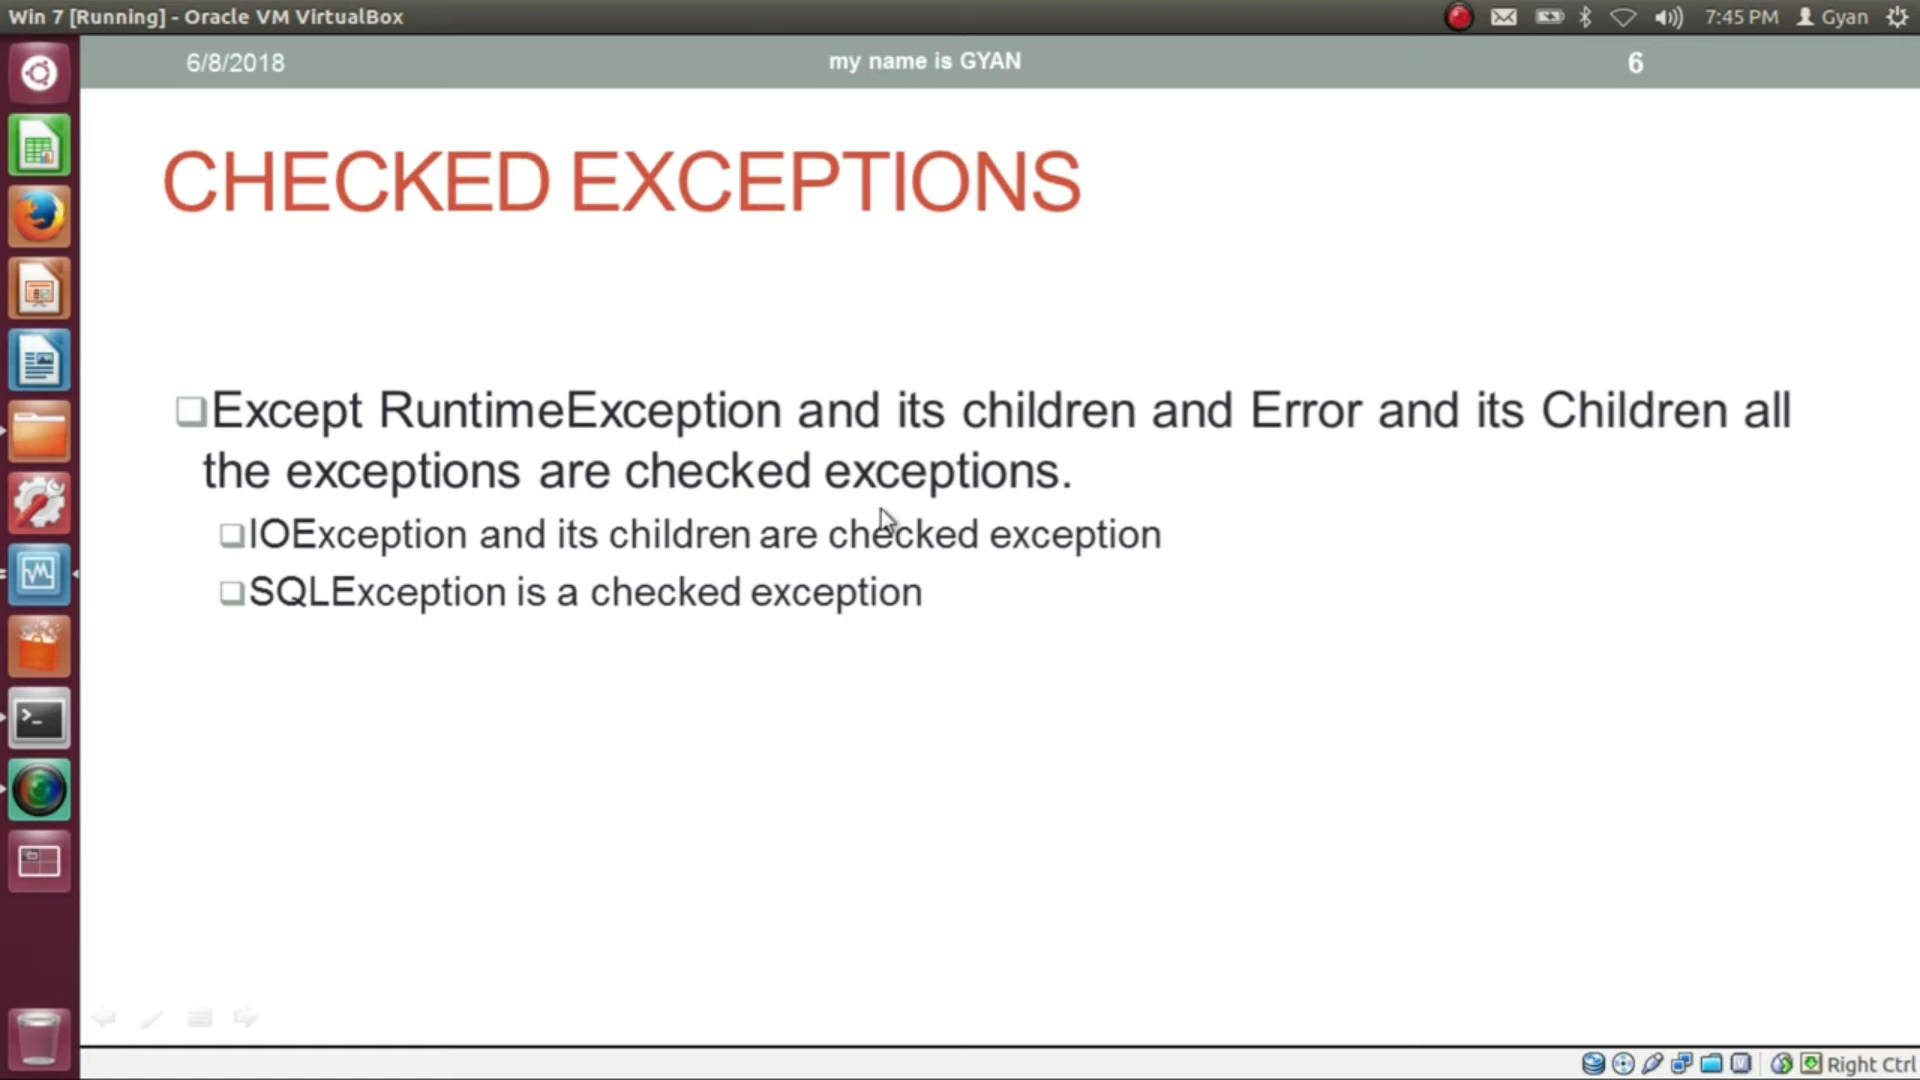 Win 7 [Running] - Oracle VM VirtualBox
7:45 PM
Gyan
6/8/2018
my name is GYAN
6
CHECKED EXCEPTIONS
Except RuntimeException and its children and Error and its Children all
the exceptions are checked exceptions.
IOException and its children are checked exception
SQLException is a checked exception
Right Ctrl